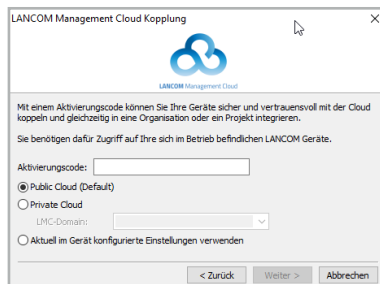 LANCOM Management Cloud Kopplung
LANCOM Management Cloud
Mit einem Aktivierungscode können Sie Ihre Geräte sicher und vertrauensvoll mit der Cloud
koppeln und gleichzeitig in eine Organisation oder ein Projekt integrieren.
Sie benötigen dafür Zugriff auf Ihre sich im Betrieb befindlichen LANCOM Geräte.
Aktivierungscode:
Public Cloud (Default)
Private Cloud
LMC-Domain:
Aktuell im Gerät konfigurierte Einstellungen verwenden
< Zurück Weiter > Abbrechen